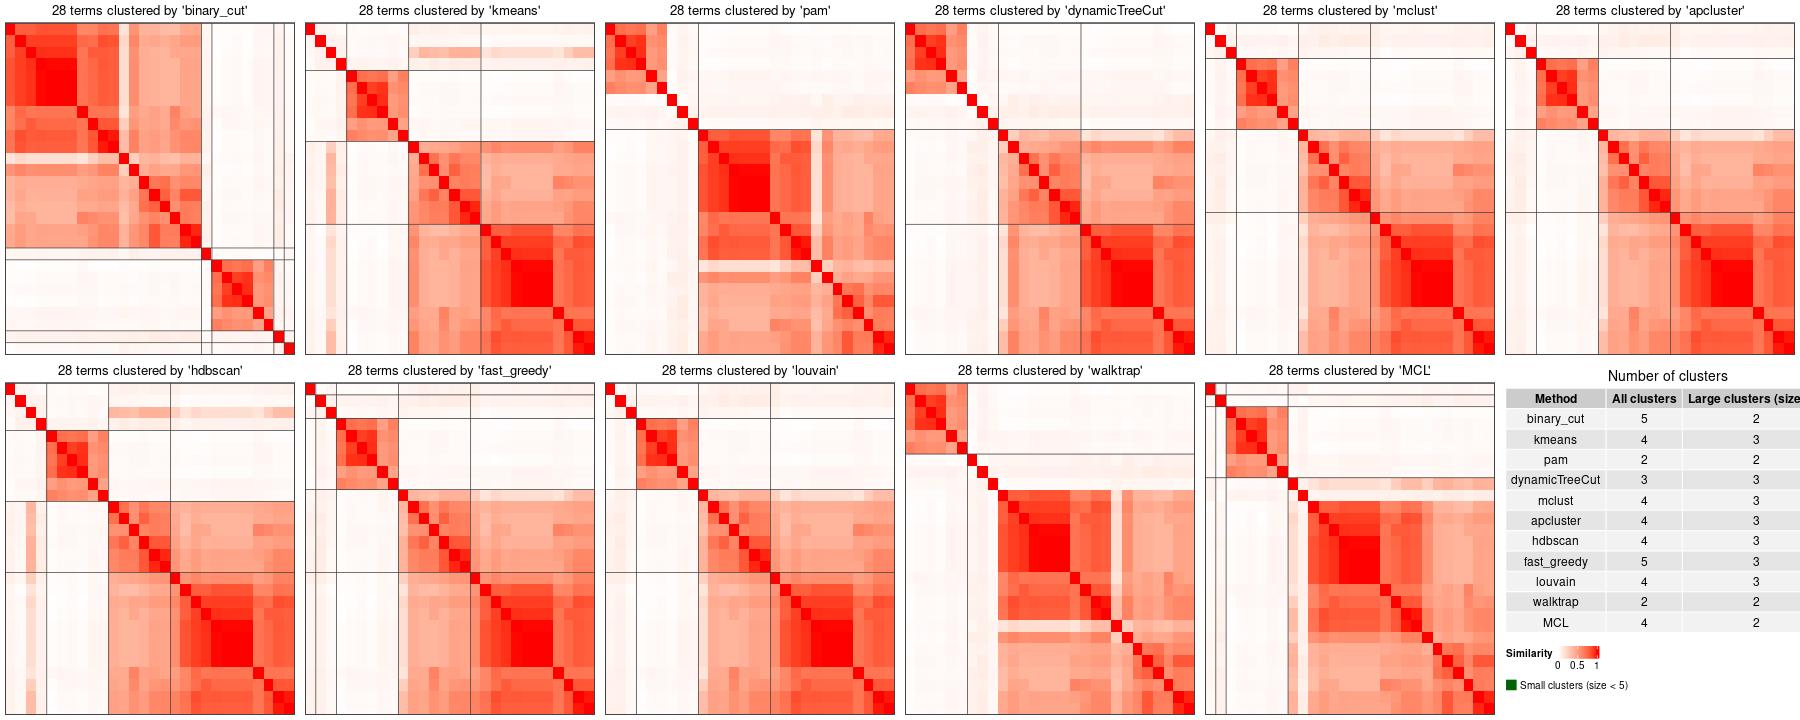 28 terms clustered by 'binary_cut'
28 terms clustered by 'kmeans'
28 terms clustered by 'pam'
28 terms clustered by 'dynamicTreeCut'
28 terms clustered by 'mclust'
28 terms clustered by 'apcluster'
28 terms clustered by 'hdbscan'
28 terms clustered by 'fast_greedy'
28 terms clustered by 'louvain'
28 terms clustered by 'walktrap'
28 terms clustered by 'MCL'
Number of clusters
Method All clusters Large clusters (size
binary_cut 5 2
kmeans 4 3
pam 2 2
dynamicTreeCut 3 3
mclust 4 3
apcluster 4 3
hdbscan 4 3
fast_greedy 5 3
louvain 4 3
walktrap 2 2
MCL 4 2
Similarity
0 0.5 1
Small clusters (size < 5)